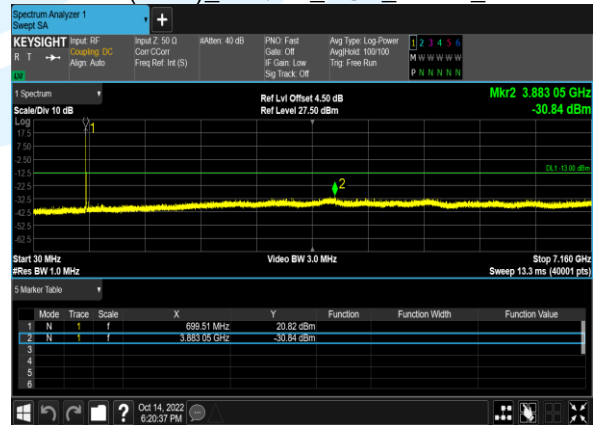 Spectrum Analyzer 1
Swept SA
+
KEYSIGHT Input: RF Input Z: 50 Ω #Atten: 40 dB PNO: Fast Avg Type: Log-Power 1 2 3 4 5 6
R T Coupling: DC Corr CCorr Gate: Off Avg|Hold: 100/100 M W W W W W
Align: Auto Freq Ref: Int (S) IF Gain: Low Trig: Free Run
LV Sig Track: Off P N N N N N
1 Spectrum Ref Lvl Offset 4.50 dB Mkr2 3.883 05 GHz
Scale/Div 10 dB Ref Level 27.50 dBm -30.84 dBm
Log
1
17.5
7.50
-2.50
DL1 -13.00 dBm
-12.5
2
-22.5
-32.5
-42.5
-52.5
-62.5
Start 30 MHz Video BW 3.0 MHz Stop 7.160 GHz
#Res BW 1.0 MHz Sweep 13.3 ms (40001 pts)
5 Marker Table
Mode Trace Scale X Y Function Function Width Function Value
1 N 1 f 699.51 MHz 20.82 dBm
2 N 1 f 3.883 05 GHz -30.84 dBm
3
4
5
6
? Oct 14, 2022
6:20:37 PM